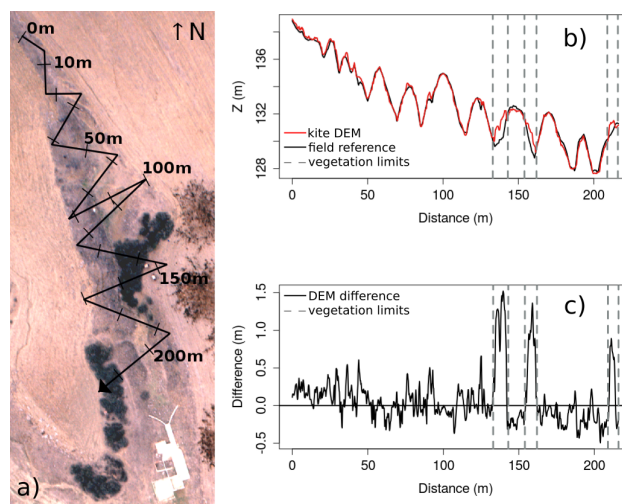 ↑N
0m
10m
50m
100m
150m
200m
a)
b)
Z (m)
136
132
128
kite DEM
field reference
vegetation limits
0
50
100
150
200
Distance (m)
c)
Difference (m)
1.5
1.0
0.5
0.0
-0.5
DEM difference
vegetation limits
0
50
100
150
200
Distance (m)